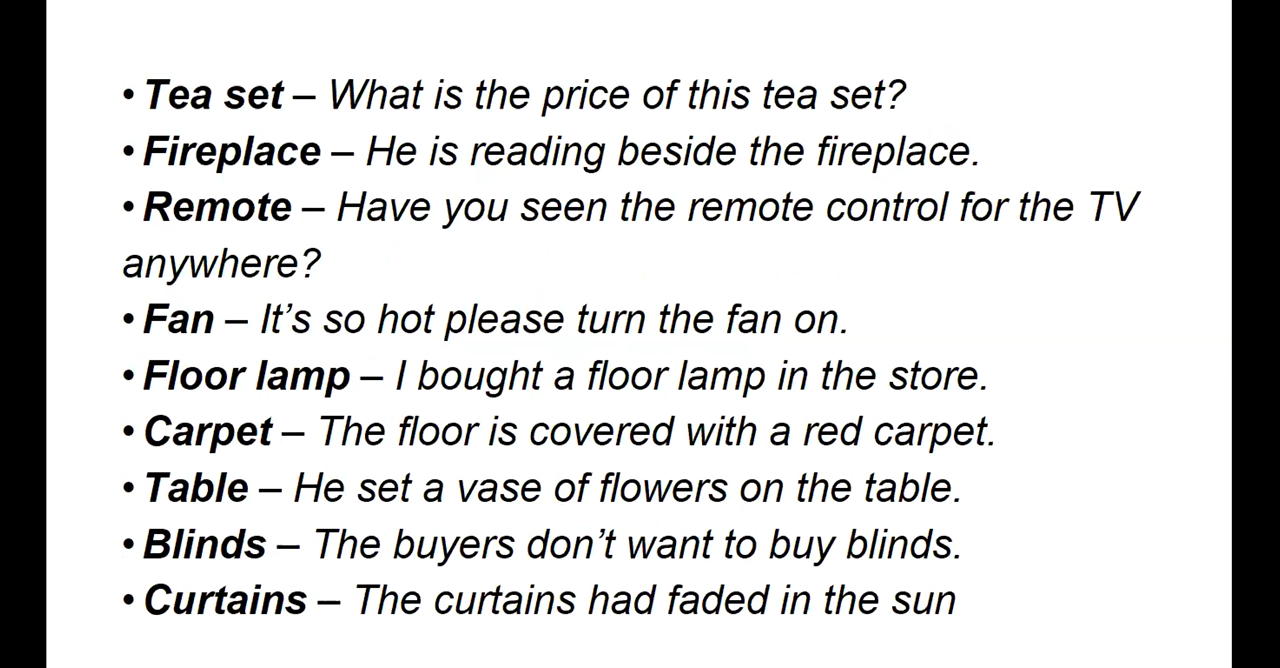 • Tea set – What is the price of this tea set?
• Fireplace – He is reading beside the fireplace.
• Remote – Have you seen the remote control for the TV
anywhere?
• Fan – It’s so hot please turn the fan on.
• Floor lamp – I bought a floor lamp in the store.
• Carpet – The floor is covered with a red carpet.
• Table – He set a vase of flowers on the table.
• Blinds – The buyers don’t want to buy blinds.
• Curtains – The curtains had faded in the sun